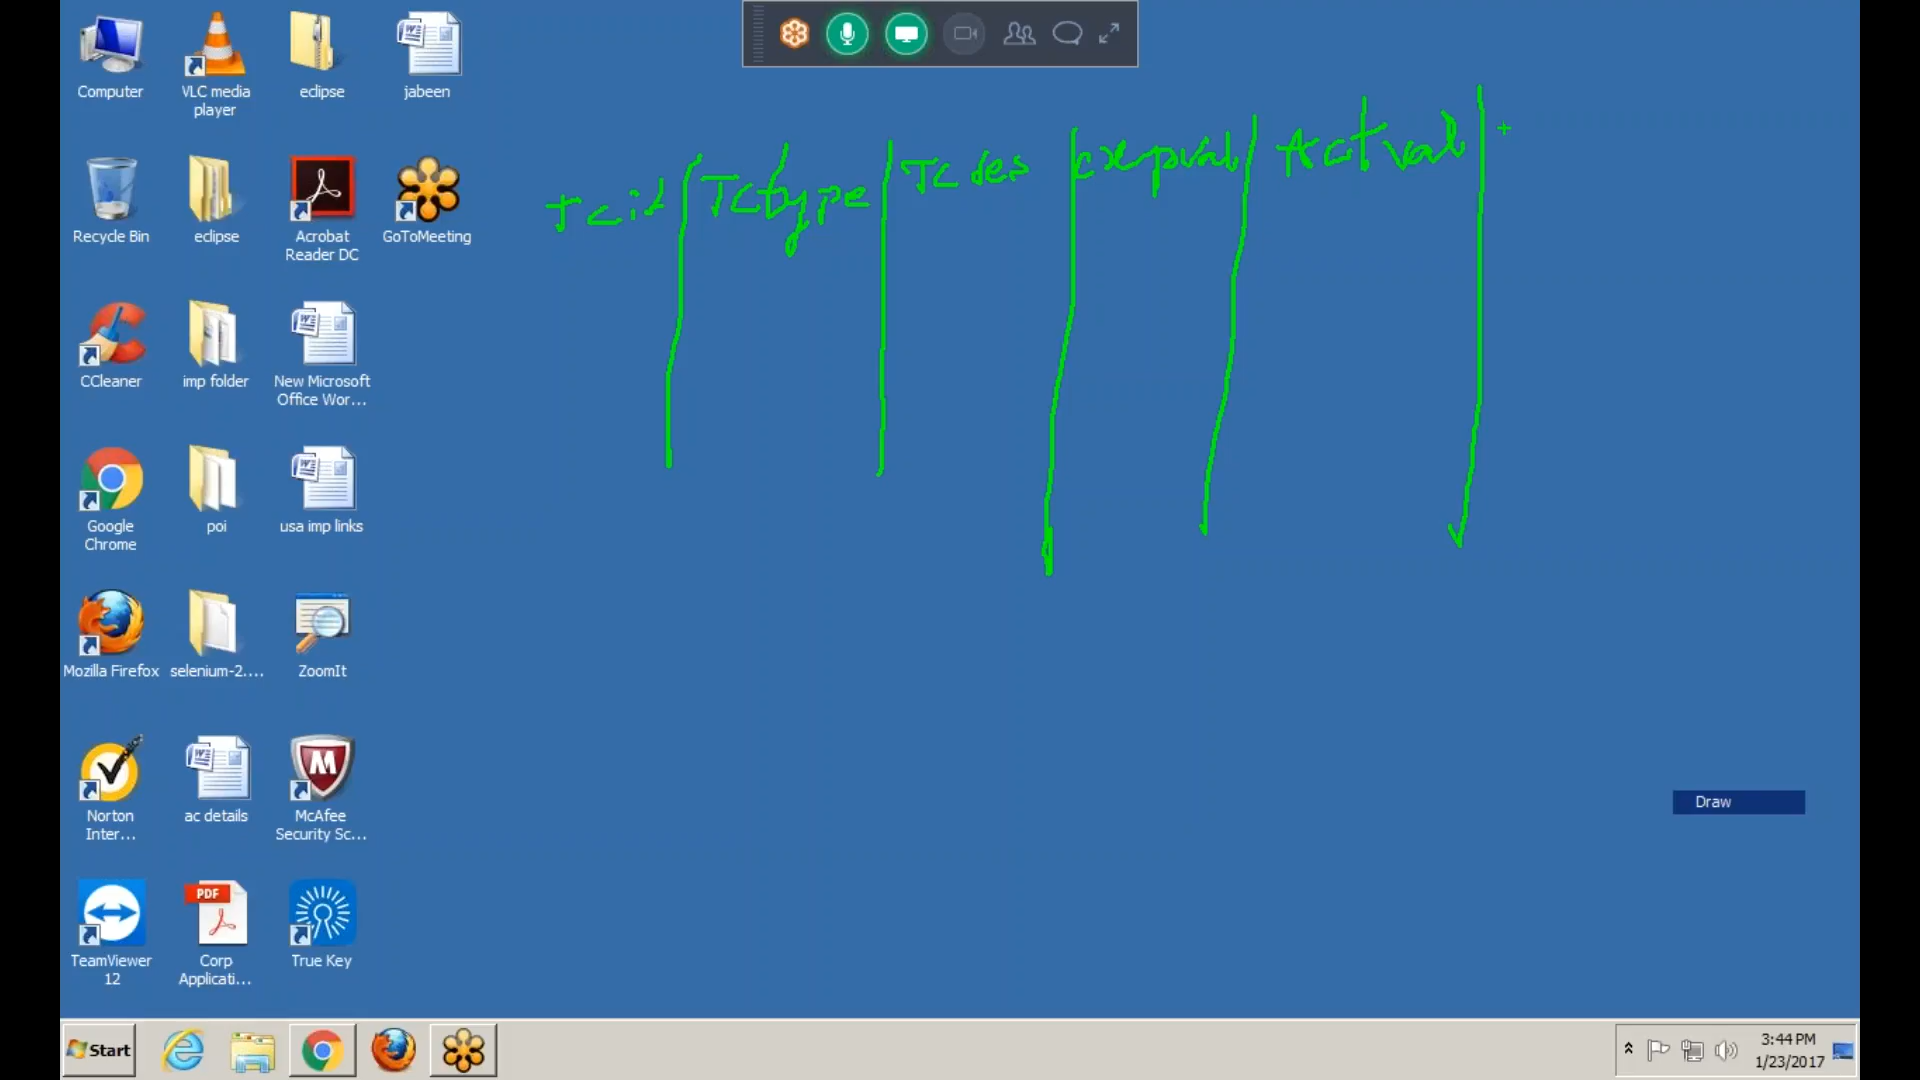 Computer
VLC media
player
eclipse
jabeen
Tcid TCtype TC des expval Actval
Recycle Bin
eclipse
Acrobat
Reader DC
GoToMeeting
CCleaner
imp folder
New Microsoft
Office Wor...
Google
Chrome
poi
usa imp links
Mozilla Firefox
selenium-2....
ZoomIt
Norton
Inter...
ac details
McAfee
Security Sc...
Draw
TeamViewer
12
PDF
Corp
Applicati...
True Key
Start
3:44 PM
1/23/2017